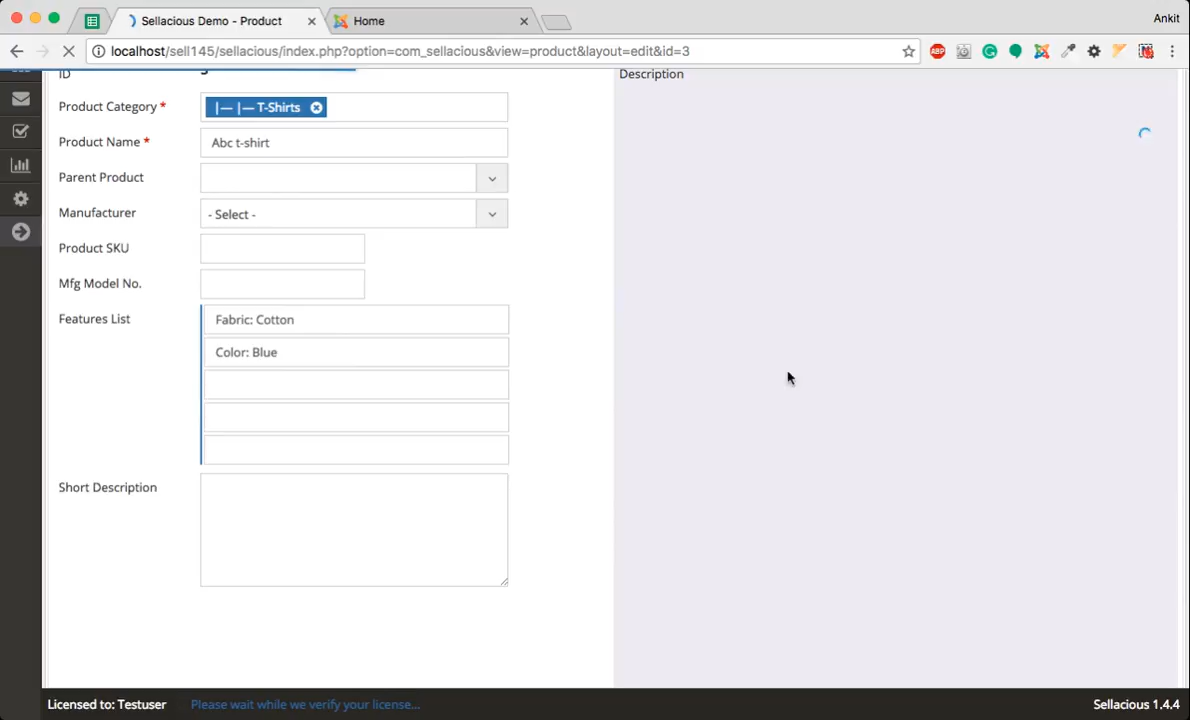 Sellacious Demo - Product
Home
Ankit
localhost/sell145/sellacious/index.php?option=com_sellacious&view=product&layout=edit&id=3
ABP
ID
Description
Product Category *
|— |— T-Shirts
Product Name *
Abc t-shirt
Parent Product
Manufacturer
- Select -
Product SKU
Mfg Model No.
Features List
Fabric: Cotton
Color: Blue
Short Description
Licensed to: Testuser
Please wait while we verify your license...
Sellacious 1.4.4